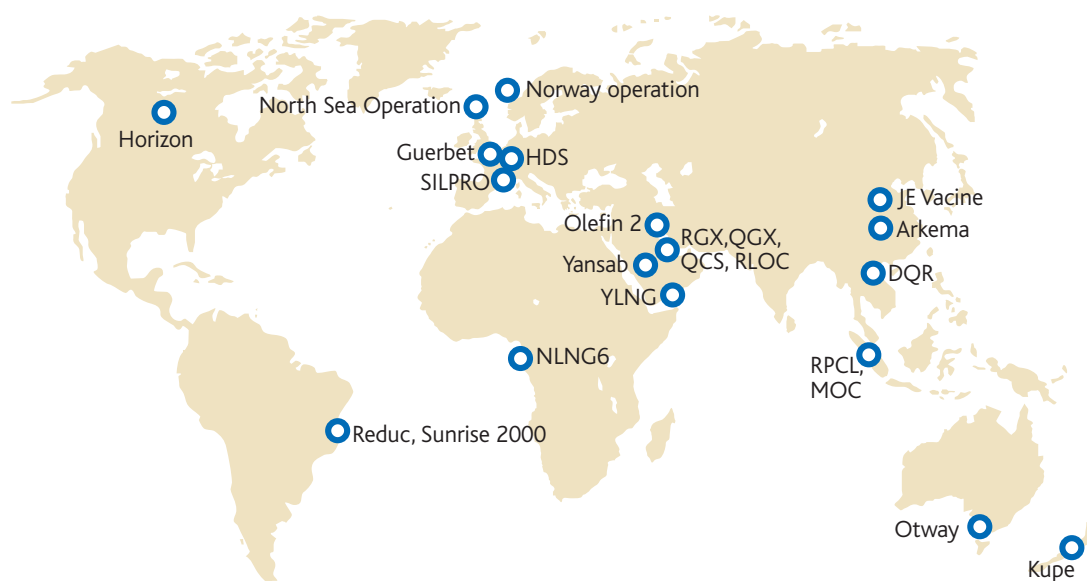 Norway operation
North Sea Operation
Horizon
Guerbet
HDS
SILPRO
JE Vacine
Olefin 2
Arkema
RGX,QGX,
QCS, RLOC
Yansab
DQR
YLNG
NLNG6
RPCL,
MOC
Reduc, Sunrise 2000
Otway
Kupe